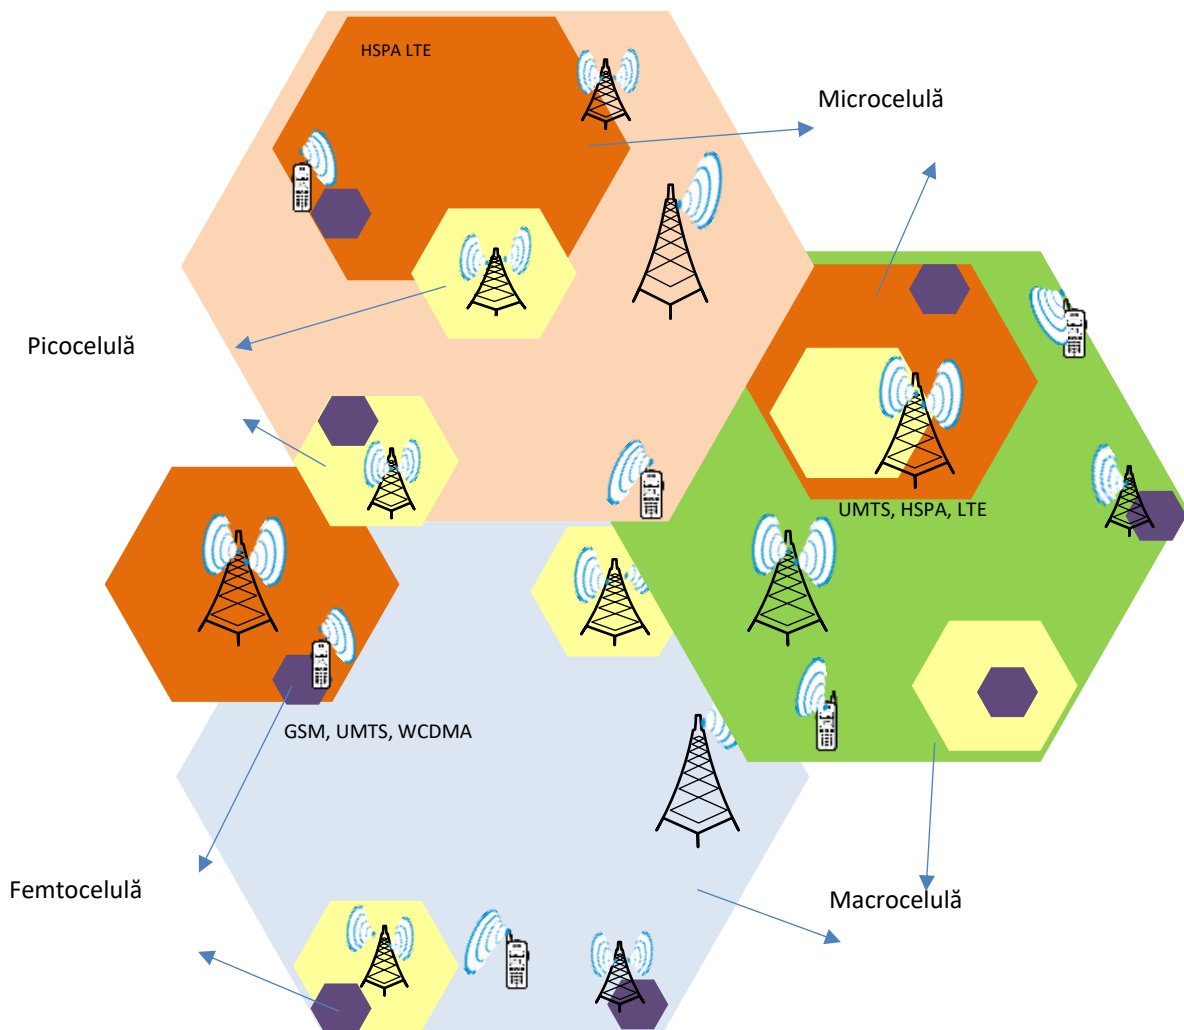 HSPA LTE
Microcelulă
Picocelulă
UMTS, HSPA, LTE
GSM, UMTS, WCDMA
Femtocelulă
Macrocelulă